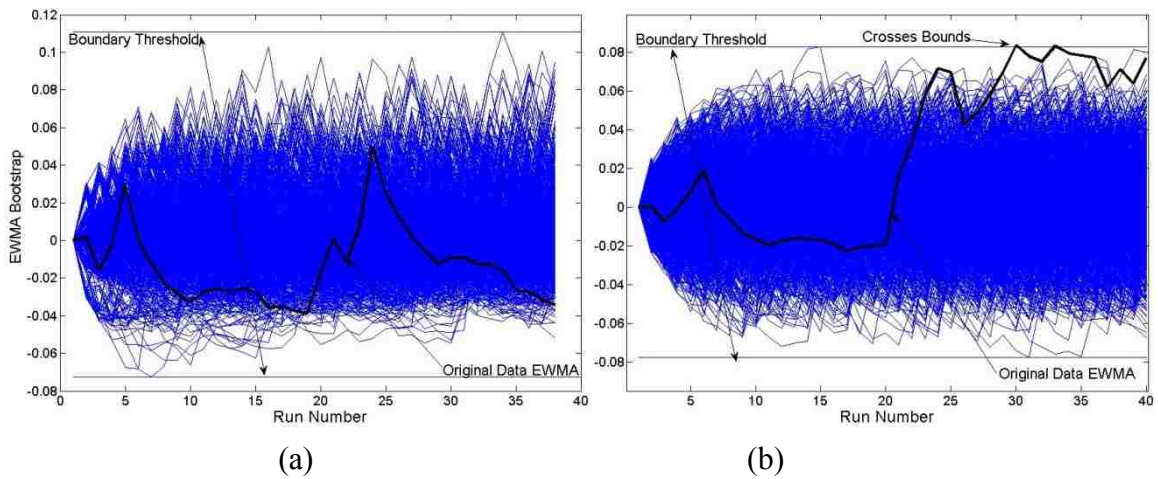 0.12
0.1
0.08
0.06
0.04
0.02
0
-0.02
-0.04
-0.06
-0.08
EWMA Bootstrap
Boundary Threshold
Original Data EWMA
0 5 10 15 20 25 30 35 40
Run Number
(a)
0.08
0.06
0.04
0.02
0
-0.02
-0.04
-0.06
-0.08
Boundary Threshold
Crosses Bounds
Original Data EWMA
5 10 15 20 25 30 35 40
Run Number
(b)